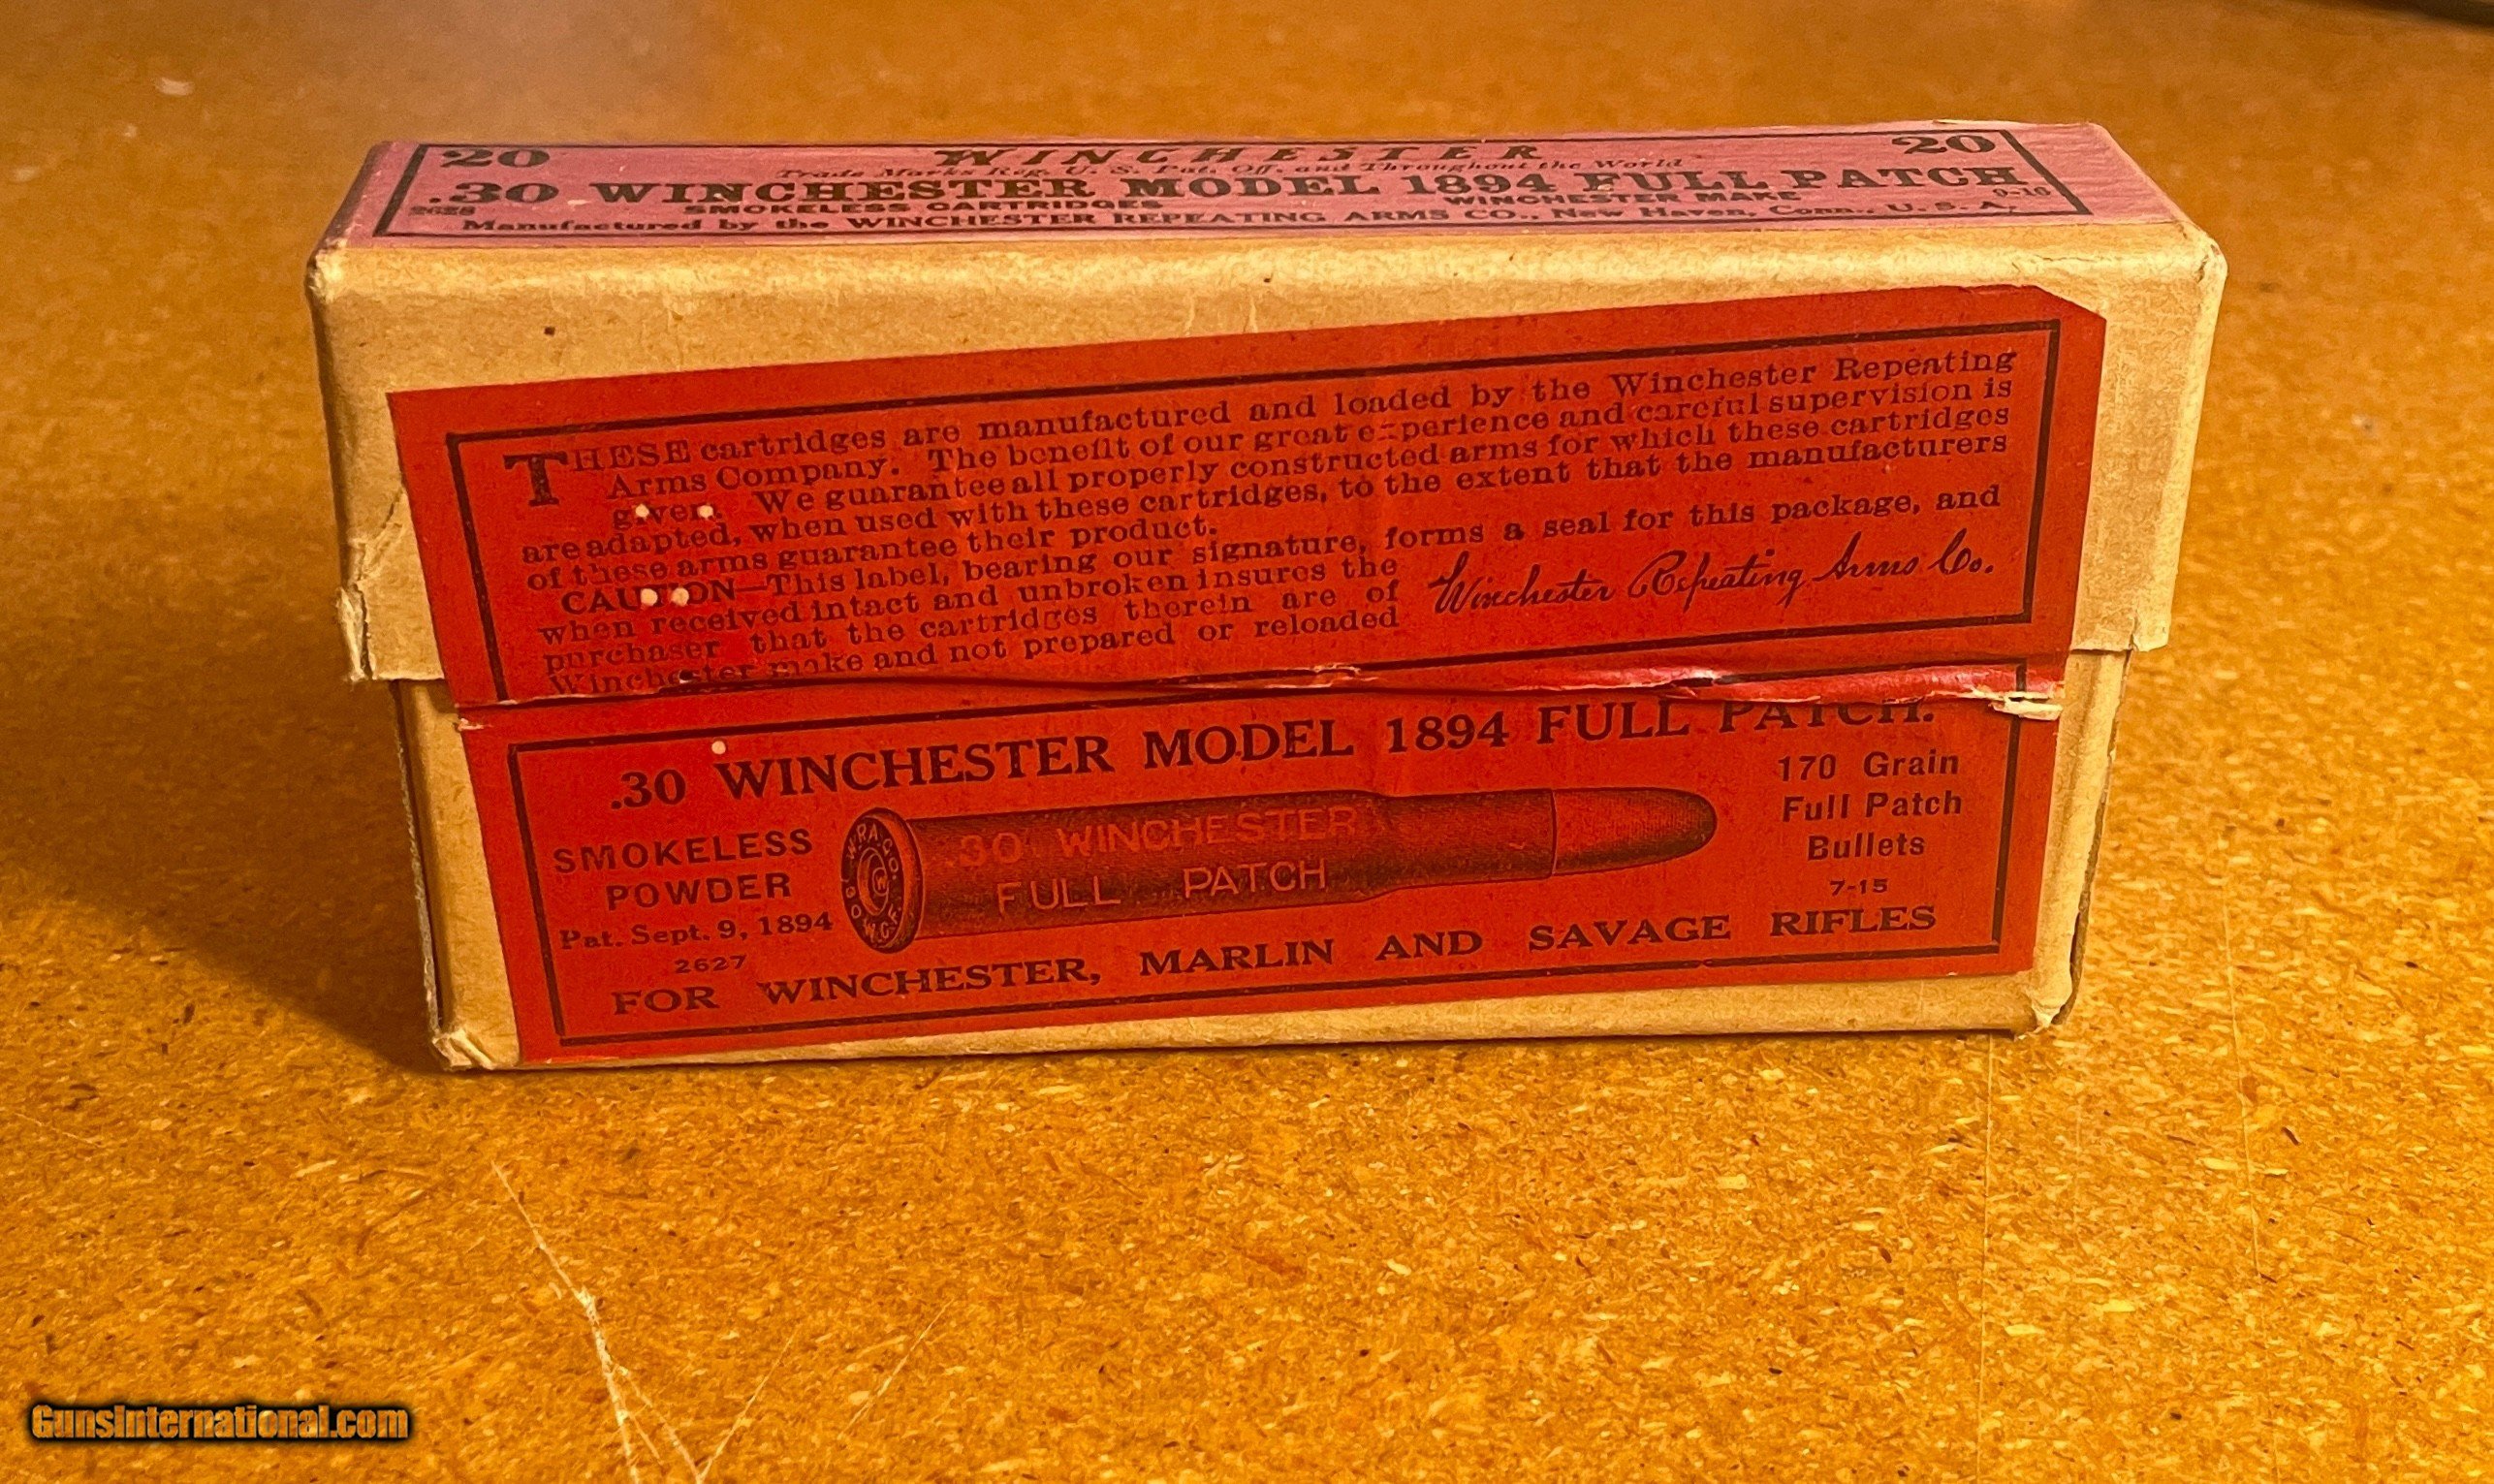 20 WINCHESTER 20
Trade Marks Reg. U. S. Pat. Off. and Throughout the World
.30 WINCHESTER MODEL 1894 FULL PATCH
2628 SMOKELESS CARTRIDGES WINCHESTER MAKE 9-16
Manufactured by the WINCHESTER REPEATING ARMS CO., New Haven, Conn., U. S. A.
THESE cartridges are manufactured and loaded by the Winchester Repeating
Arms Company. The benefit of our great experience and careful supervision is
given. We guarantee all properly constructed arms for which these cartridges
are adapted, when used with these cartridges, to the extent that the manufacturers
of these arms guarantee their product.
CAUTION—This label, bearing our signature, forms a seal for this package, and
when received intact and unbroken insures the
purchaser that the cartridges therein are of
Winchester make and not prepared or reloaded
Winchester Repeating Arms Co.
.30 WINCHESTER MODEL 1894 FULL PATCH.
SMOKELESS
POWDER
Pat. Sept. 9, 1894
2627
W.R.A.CO.
30 W.C.F.
W
.30 WINCHESTER
FULL PATCH
170 Grain
Full Patch
Bullets
7-15
FOR WINCHESTER, MARLIN AND SAVAGE RIFLES
GunsInternational.com